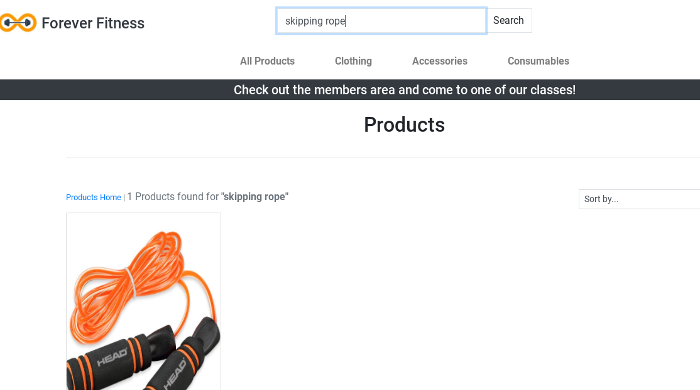 Forever Fitness
skipping rope
Search
All Products
Clothing
Accessories
Consumables
Check out the members area and come to one of our classes!
Products
Products Home | 1 Products found for "skipping rope"
Sort by...
HEAD
HEAD